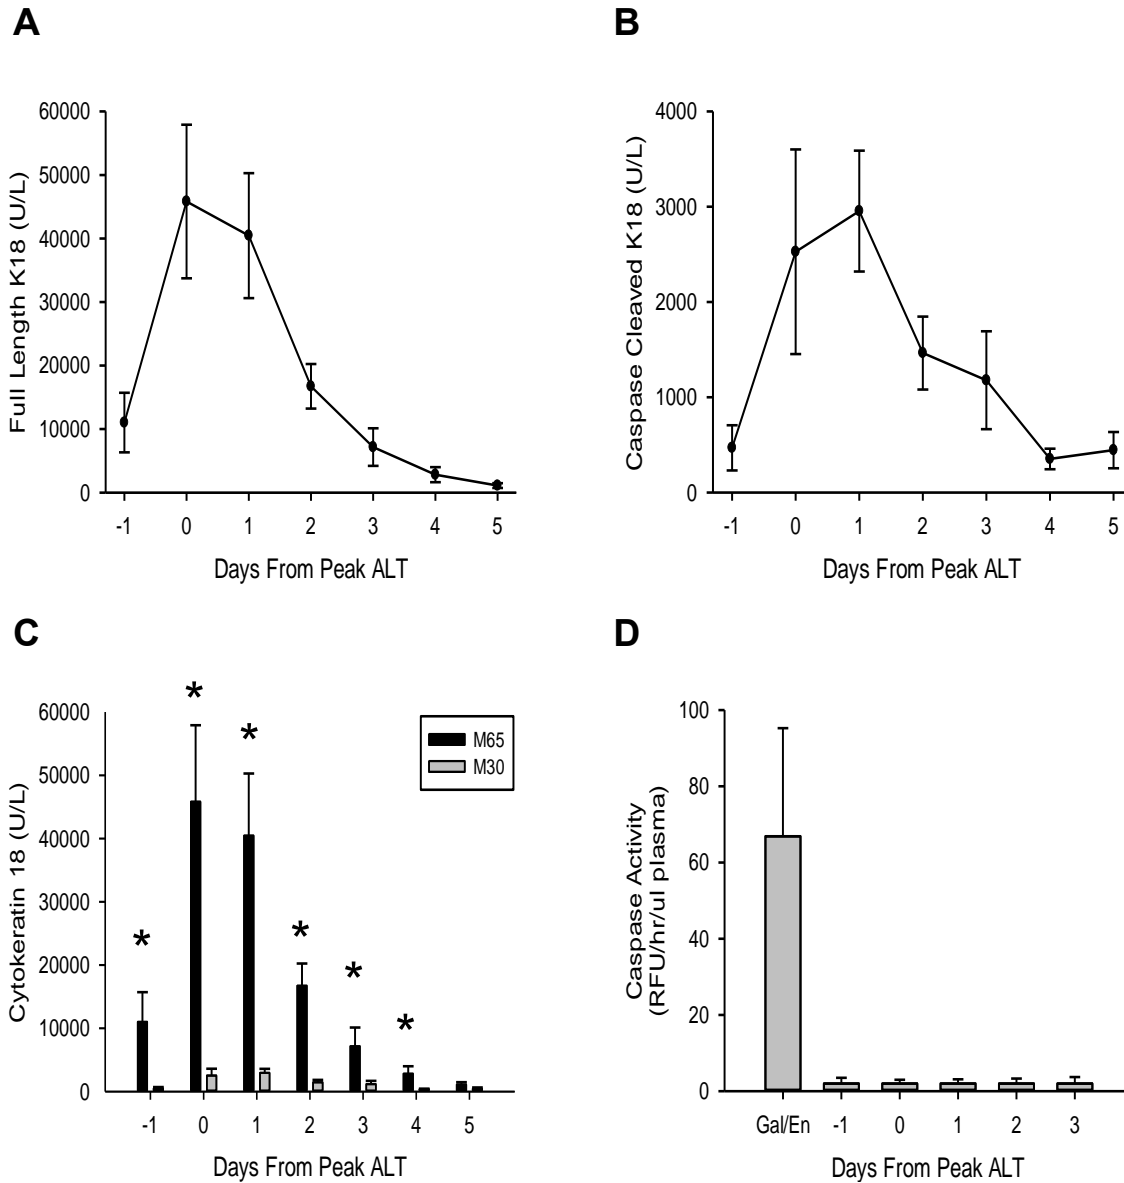 A
Full Length K18 (U/L)
60000
50000
40000
30000
20000
10000
0
-1 0 1 2 3 4 5
Days From Peak ALT
B
Caspase Cleaved K18 (U/L)
4000
3000
2000
1000
0
-1 0 1 2 3 4 5
Days From Peak ALT
C
Cytokeratin 18 (U/L)
60000
50000
40000
30000
20000
10000
0
* * * * * *
M65
M30
-1 0 1 2 3 4 5
Days From Peak ALT
D
Caspase Activity
(RFU/hr/ul plasma)
100
80
60
40
20
0
Gal/En -1 0 1 2 3
Days From Peak ALT